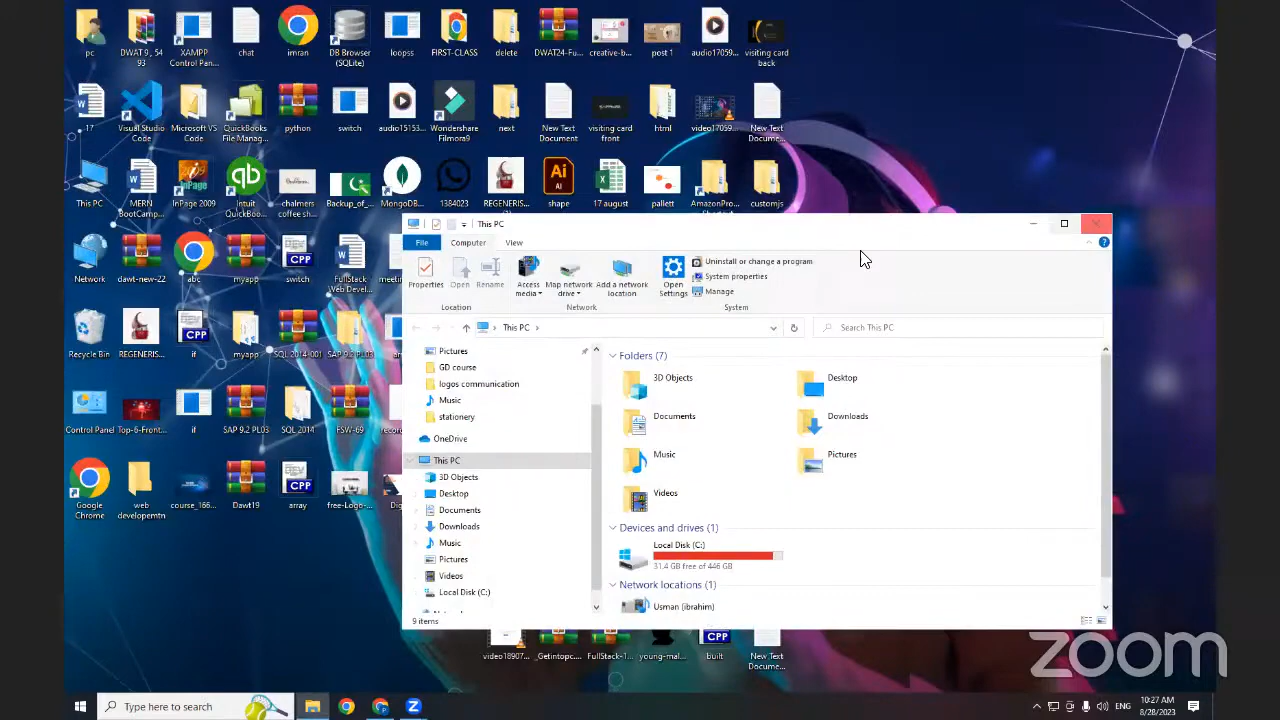 pc
DWAT 9 , 54 93
XAMPP Control Pan...
chat
imran
DB Browser (SQLite)
loopss
FIRST-CLASS
delete
DWAT24-Fu...
creative-b...
post 1
audio17059...
visiting card back
17
Visual Studio Code
Microsoft VS Code
QuickBooks File Manag...
python
switch
audio15153...
Wondershare Filmora9
next
New Text Document
visiting card front
html
video17059...
New Text Docume...
This PC
MERN BootCamp...
InPage 2009
Intuit QuickBoo...
chalmers coffee sh...
Backup_of_...
MongoDB...
1384023
REGENERIS...
shape
17 august
pallett
AmazonPro...
customjs
Network
dawt-new-22
abc
myapp
switch
FullStack Web Devel...
Recycle Bin
REGENERIS...
if
myapp
SQL 2014-001
SAP 9.2 PL03
Control Panel
Top-6-Front...
if
SAP 9.2 PL03
SQL 2014
FSW-69
Google Chrome
web developemtn
course_166...
Dawt19
array
free-Logo-...
This PC
File
Computer
View
Properties
Open
Rename
Access media
Map network drive
Add a network location
Open Settings
Uninstall or change a program
System properties
Manage
Location
Network
System
This PC
Search This PC
Pictures
GD course
logos communication
Music
stationery
OneDrive
This PC
3D Objects
Desktop
Documents
Downloads
Music
Pictures
Videos
Local Disk (C:)
Folders (7)
3D Objects
Desktop
Documents
Downloads
Music
Pictures
Videos
Devices and drives (1)
Local Disk (C:)
31.4 GB free of 446 GB
Network locations (1)
Usman (ibrahim)
9 items
video18907...
_Getintopc...
FullStack-1...
young-mal...
built
New Text Docume...
zoom
Type here to search
ENG
10:27 AM
8/28/2023